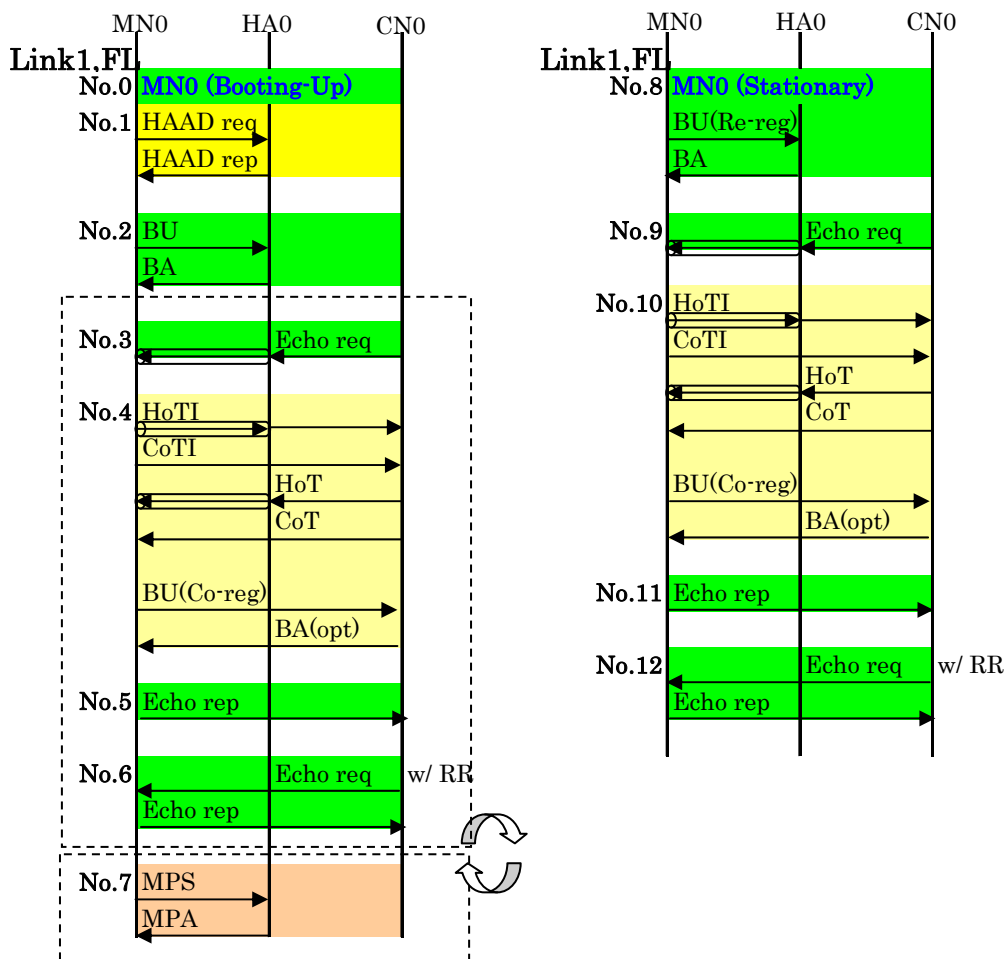 MN0 HA0 CN0
Link1,FL
No.0 MN0 (Booting-Up)
No.1 HAAD req
HAAD rep
No.2 BU
BA
No.3 Echo req
No.4 HoTI
CoTI
HoT
CoT
BU(Co-reg)
BA(opt)
No.5 Echo rep
No.6 Echo req w/ RR
Echo rep
No.7 MPS
MPA
MN0 HA0 CN0
Link1,FL
No.8 MN0 (Stationary)
BU(Re-reg)
BA
No.9 Echo req
No.10 HoTI
CoTI
HoT
CoT
BU(Co-reg)
BA(opt)
No.11 Echo rep
No.12 Echo req w/ RR
Echo rep